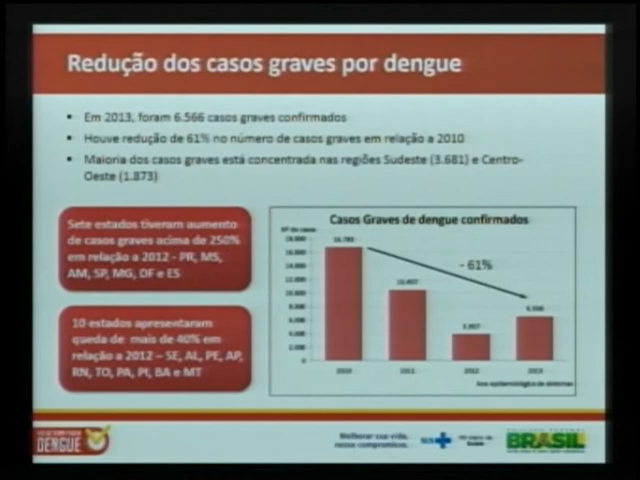 Redução dos casos graves por dengue
Em 2013, foram 6.566 casos graves confirmados
Houve redução de 61% no número de casos graves em relação a 2010
Maioria dos casos graves está concentrada nas regiões Sudeste (3.681) e Centro-
Oeste (1.873)
Sete estados tiveram aumento
de casos graves acima de 250%
em relação a 2012 - PR, MS,
AM, SP, MG, DF e ES
10 estados apresentaram
queda de mais de 40% em
relação a 2012 – SE, AL, PE, AP,
RN, TO, PA, PI, BA e MT
Casos Graves de dengue confirmados
Nº de casos
18.000
16.000
14.000
12.000
10.000
8.000
6.000
4.000
2.000
0
- 61%
6.566
2010
2011
2012
2013
Ano epidemiológico de sintomas
DENGUE
Melhorar sua vida,
nosso compromisso.
SUS
BRASIL